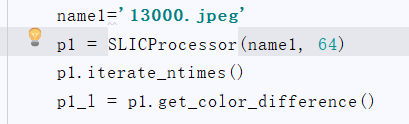 name1='13000.jpeg'
p1 = SLICProcessor(name1, 64)
p1.iterate_ntimes()
p1_l = p1.get_color_difference()